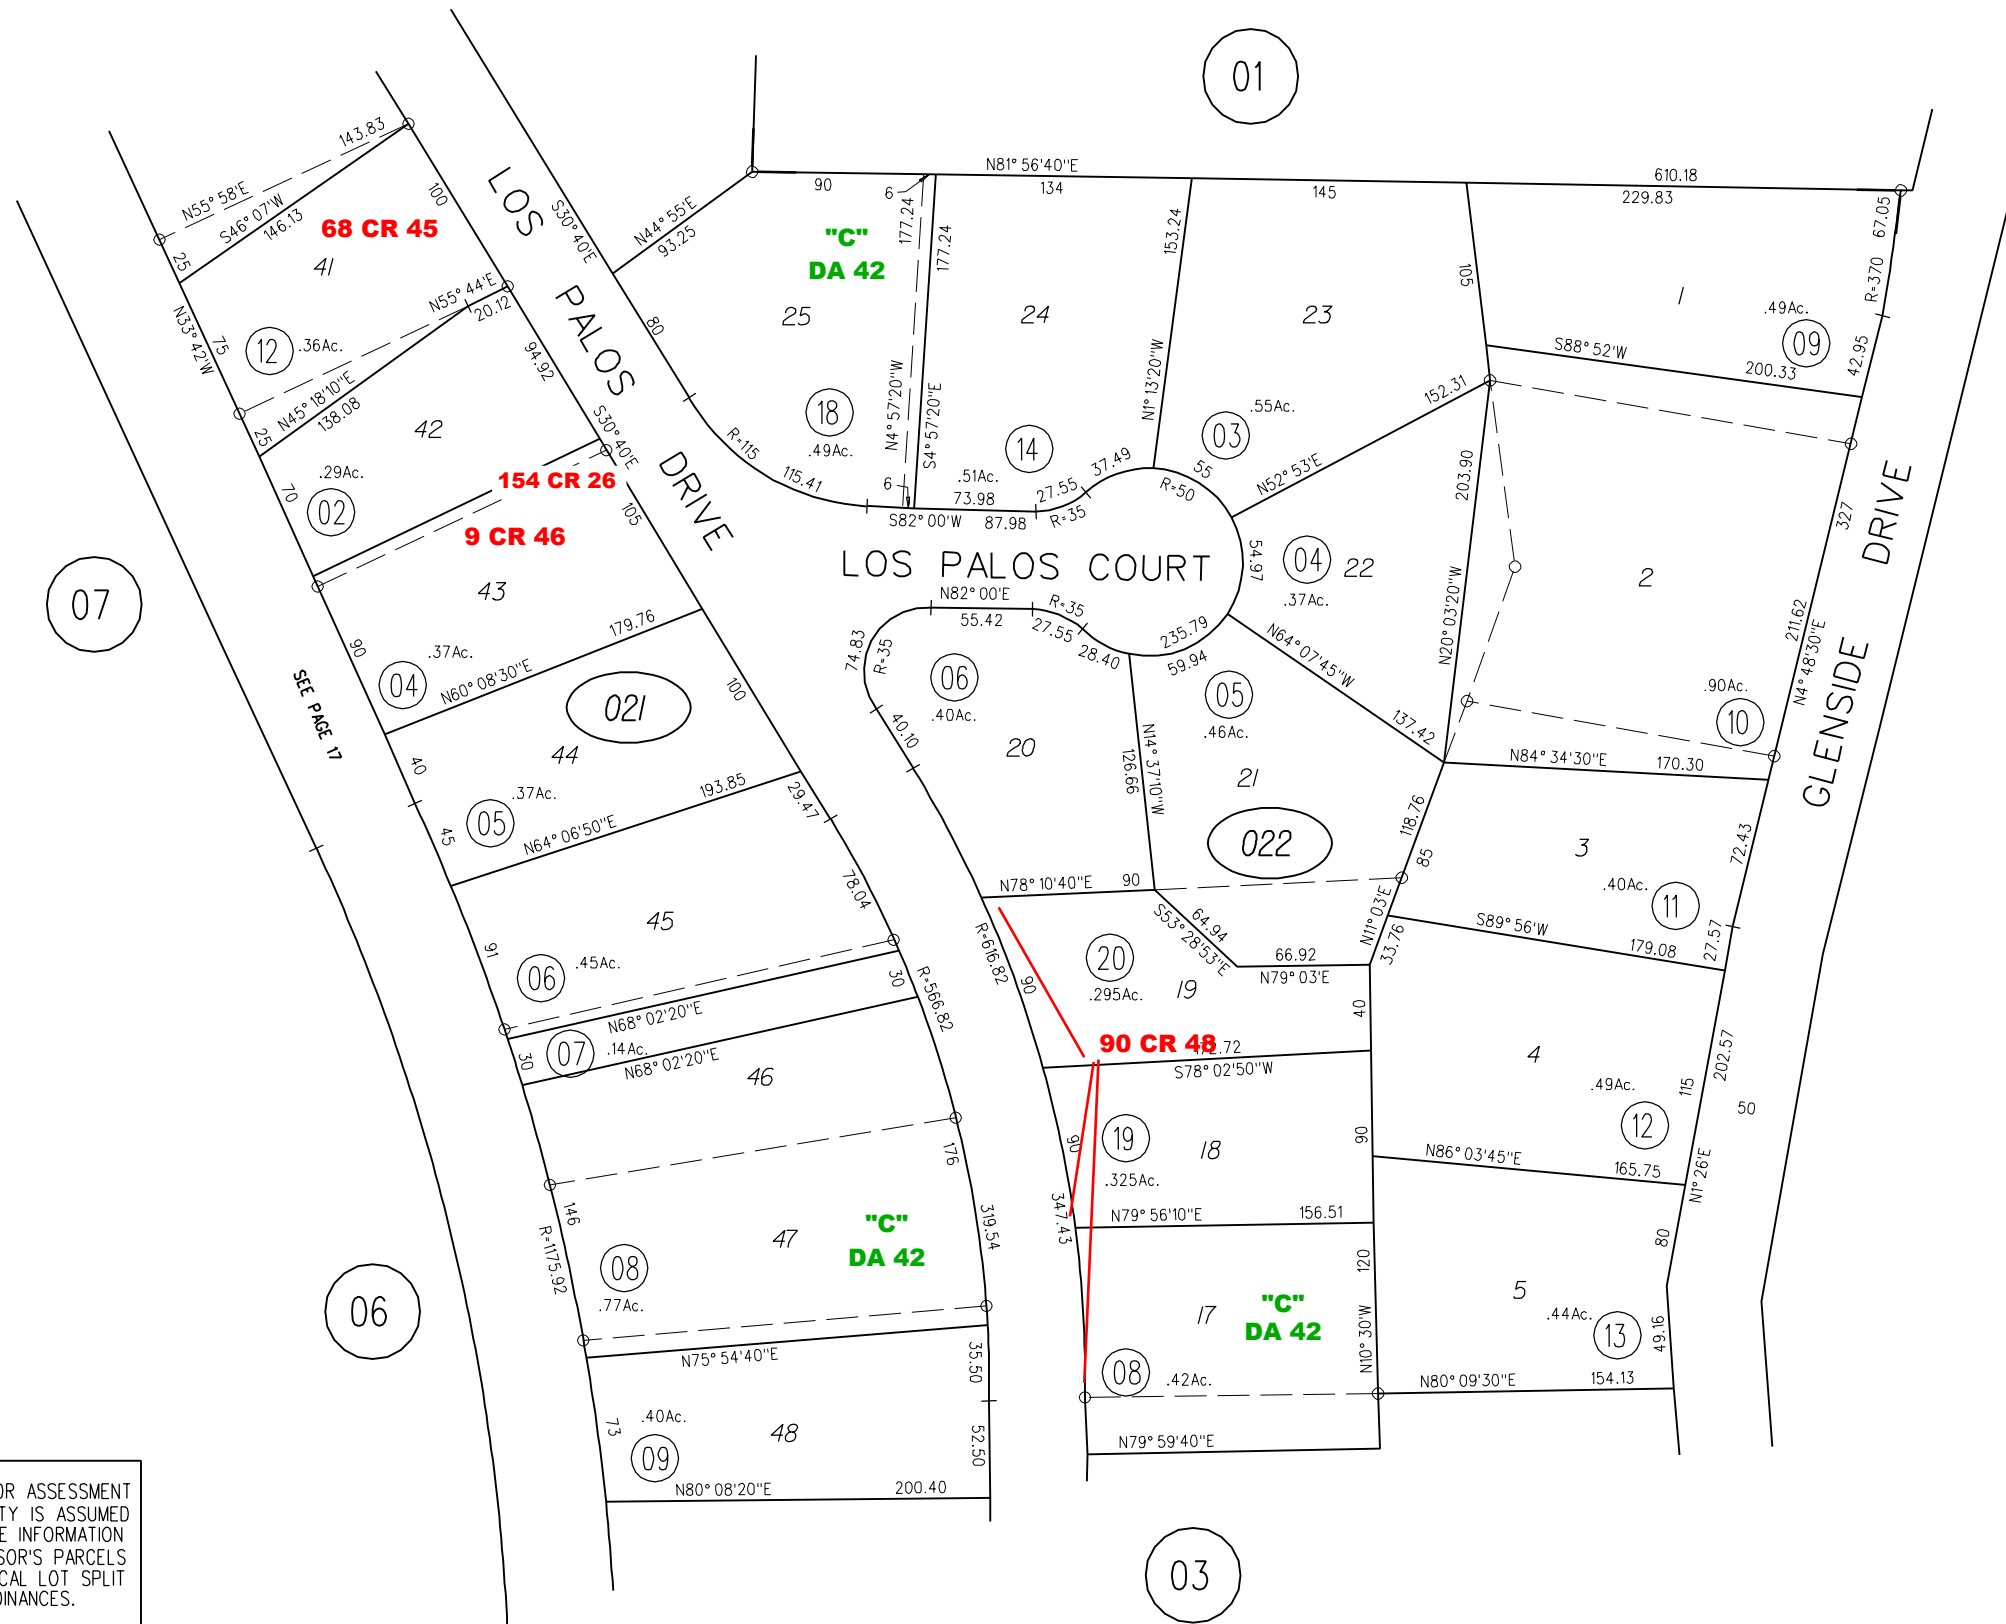 01
143.83
N55° 58'E
S46° 07'W
146.13
68 CR 45
100
LOS PALOS DRIVE
S30° 40'E
N44° 55'E
93.25
N81° 56'40"E
610.18
90
6
134
145
229.83
67.05
R=370
177.24
177.24
153.24
"C"
DA 42
25
41
N33° 42'W
75
12
.36Ac.
N55° 44'E
20.12
94.92
80
25
24
23
105
1
.49Ac.
09
42.95
S88° 52'W
200.33
N45° 18'10"E
138.08
25
42
S30° 40'E
R=115
115.41
18
.49Ac.
N4° 57'20"W
S4° 57'20"E
N1° 13'20"W
14
.51Ac.
.55Ac.
03
152.31
37.49
55
R=50
N52° 53'E
203.90
.29Ac.
02
70
154 CR 26
9 CR 46
105
6
73.98
27.55
R=35
S82° 00'W
87.98
LOS PALOS COURT
54.97
04
22
.37Ac.
2
327
GLENSIDE DRIVE
07
43
90
.37Ac.
04
179.76
N60° 08'30"E
N82° 00'E
55.42
R=35
27.55
28.40
235.79
59.94
74.83
R=35
N64° 07'45"W
137.42
N20° 03'20"W
211.62
N4° 48'30"E
SEE PAGE 17
021
100
06
.40Ac.
40.10
20
05
.46Ac.
N14° 37'10"W
126.66
21
022
.90Ac.
10
N84° 34'30"E
170.30
40
44
.37Ac.
05
193.85
N64° 06'50"E
29.47
45
78.04
118.76
85
72.43
3
.40Ac.
11
N78° 10'40"E
90
64.94
S53° 28'53"E
66.92
N79° 03'E
N11° 03'E
33.76
S89° 56'W
179.08
27.57
45
91
.45Ac.
06
30
R=566.82
N68° 02'20"E
R=616.82
90
20
.295Ac.
19
40
30
07
.14Ac.
N68° 02'20"E
46
90 CR 48
S78° 02'50"W
4
.49Ac.
12
115
202.57
50
176
90
19
.325Ac.
18
90
N86° 03'45"E
165.75
N1° 26'E
146
R=1175.92
47
"C"
DA 42
319.54
347.43
N79° 56'10"E
156.51
80
08
.77Ac.
17
"C"
DA 42
120
N10° 30'W
5
.44Ac.
13
49.16
06
N75° 54'40"E
35.50
08
.42Ac.
N80° 09'30"E
154.13
73
.40Ac.
09
48
52.50
N79° 59'40"E
N80° 08'20"E
200.40
03
OR ASSESSMENT
TY IS ASSUMED
E INFORMATION
SOR'S PARCELS
CAL LOT SPLIT
DINANCES.